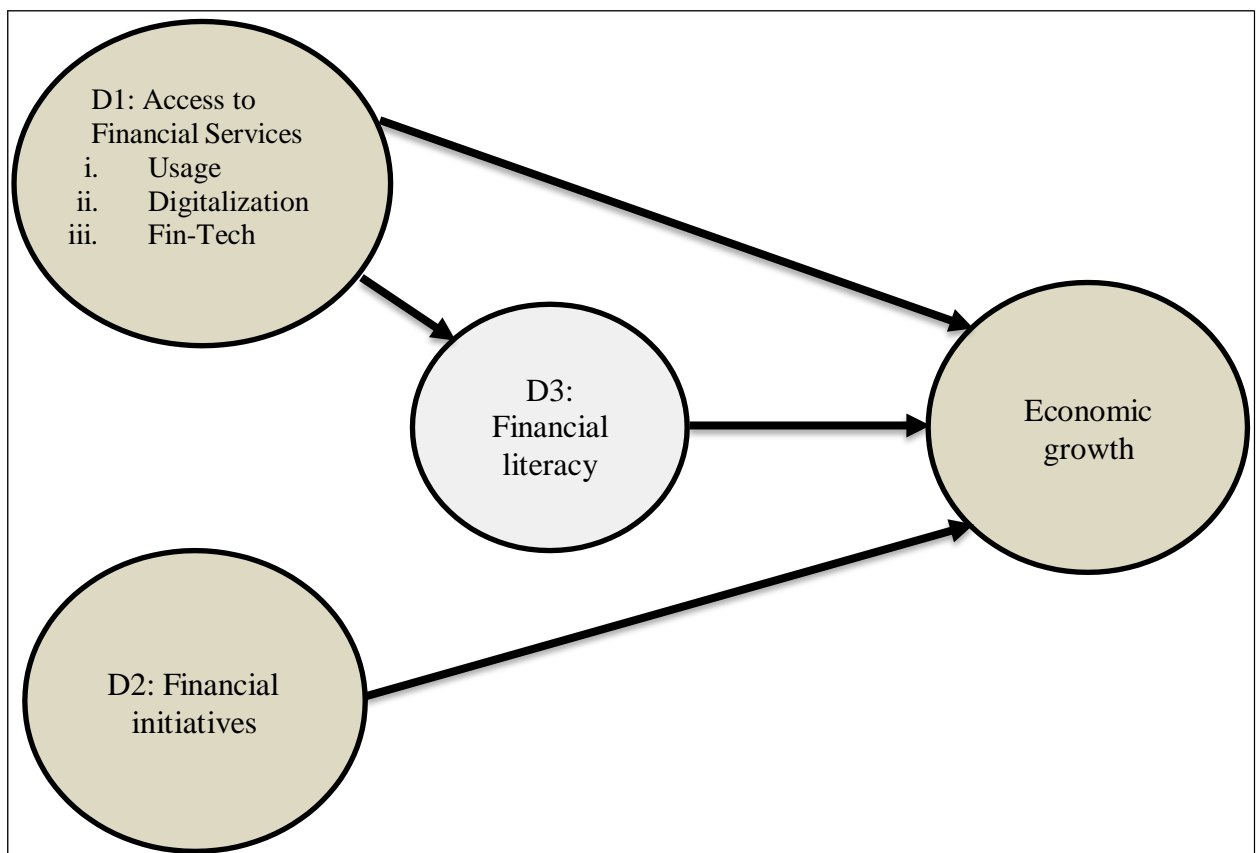 D1: Access to
Financial Services
i. Usage
ii. Digitalization
iii. Fin-Tech
D3:
Financial
literacy
Economic
growth
D2: Financial
initiatives